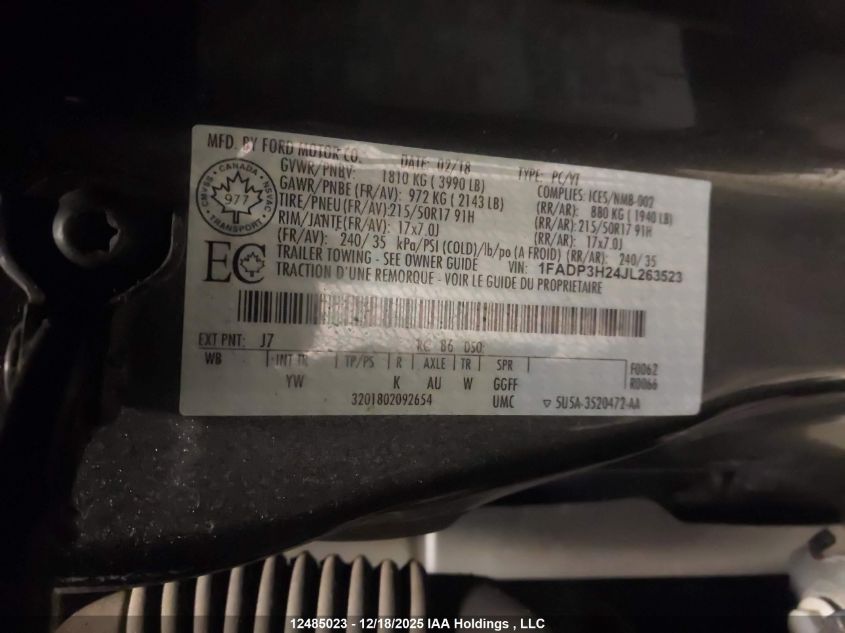 MFD. BY FORD MOTOR CO. DATE: 02/18 TYPE: PC/VT
GVWR/PNBV: 1810 KG ( 3990 LB) COMPLIES: ICES/NMB-002
GAWR/PNBE (FR/AV): 972 KG ( 2143 LB) (RR/AR): 880 KG ( 1940 LB)
TIRE/PNEU (FR/AV):215/50R17 91H (RR/AR):215/50R17 91H
RIM/JANTE(FR/AV): 17x7.0J (RR/AR): 17x7.0J
(FR/AV): 240/ 35 kPa/PSI (COLD)/lb/po (A FROID) (RR/AR): 240/ 35
TRAILER TOWING - SEE OWNER GUIDE VIN: 1FADP3H24JL263523
TRACTION D'UNE REMORQUE - VOIR LE GUIDE DU PROPRIETAIRE
CANADA
CMVSS NSVAC
977
TRANSPORT
EC
EXT PNT: J7 RC: 86 DSO:
WB INT TR TP/PS R AXLE TR SPR F0062
YW K AU W GGFF R0066
3201802092654 UMC ▽ 5U5A-3520472-AA
12485023 - 12/18/2025 IAA Holdings , LLC